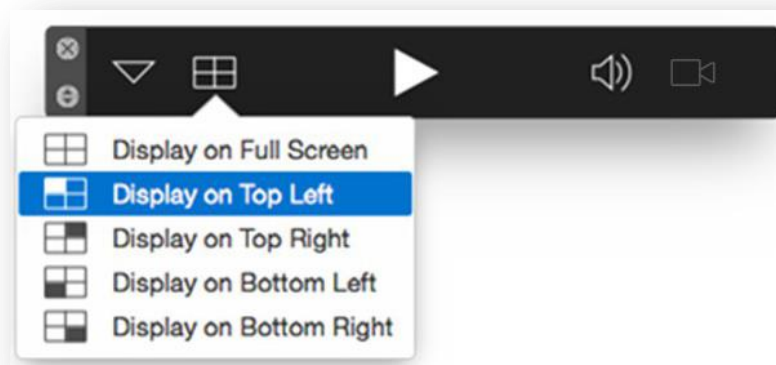 Display on Full Screen
Display on Top Left
Display on Top Right
Display on Bottom Left
Display on Bottom Right